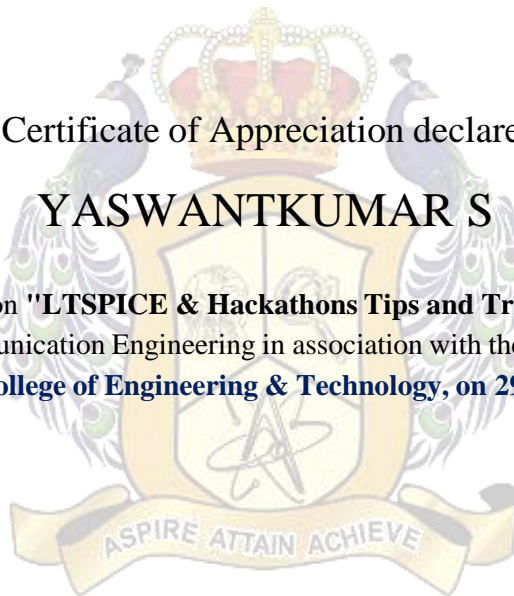 Certificate of Appreciation declare
YASWANTKUMAR S
on "LTSPICE & Hackathons Tips and Tr
unication Engineering in association with the
ollege of Engineering & Technology, on 29
ASPIRE ATTAIN ACHIEVE